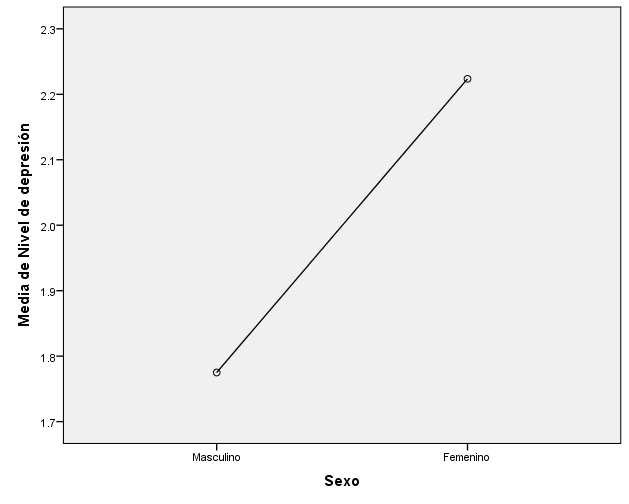 2.3
2.2
2.1
2.0
1.9
1.8
1.7
Media de Nivel de depresión
Masculino
Femenino
Sexo